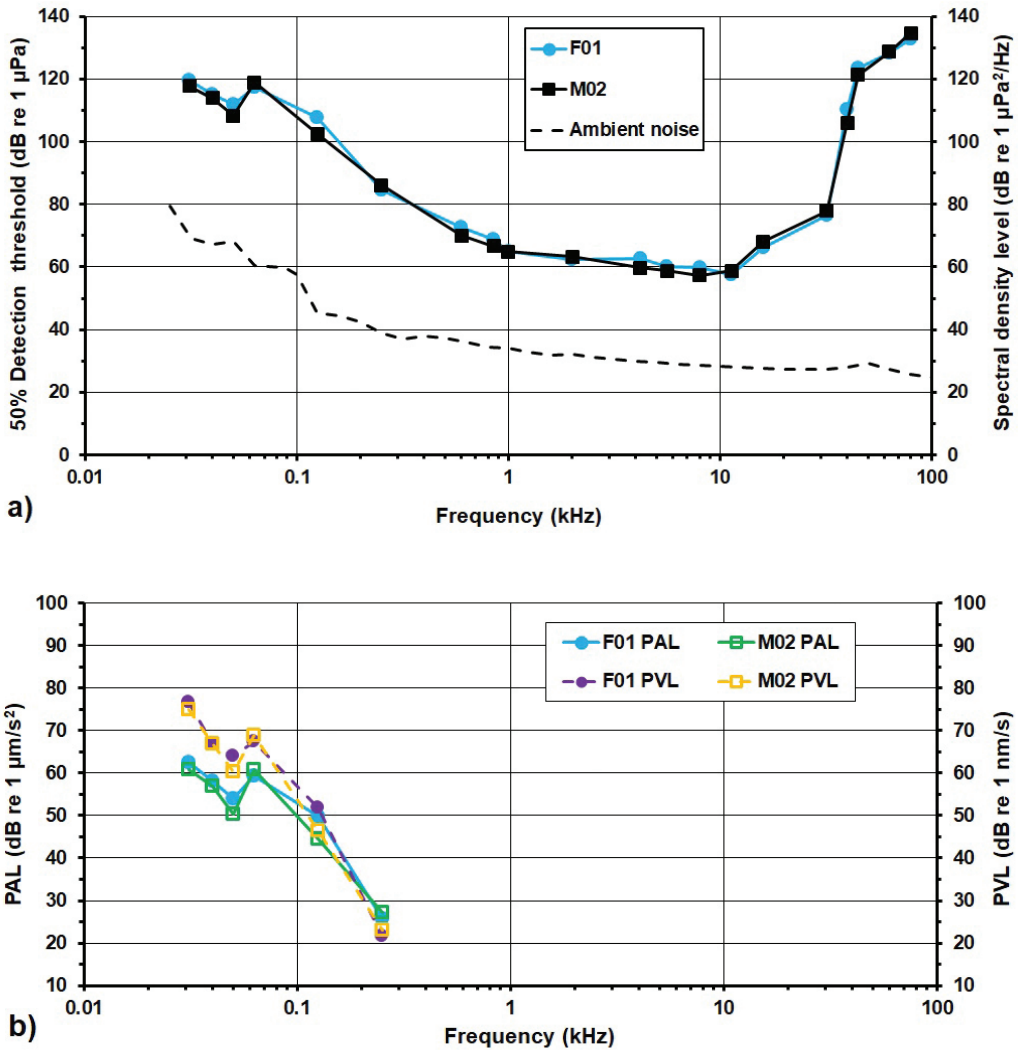 140
120
100
80
60
40
20
0
50% Detection threshold (dB re 1 µPa)
F01
M02
Ambient noise
140
120
100
80
60
40
20
0
Spectral density level (dB re 1 µPa²/Hz)
0.01 0.1 1 10 100
Frequency (kHz)
a)
100
90
80
70
60
50
40
30
20
10
PAL (dB re 1 µm/s²)
F01 PAL M02 PAL
F01 PVL M02 PVL
100
90
80
70
60
50
40
30
20
10
PVL (dB re 1 nm/s)
0.01 0.1 1 10 100
Frequency (kHz)
b)